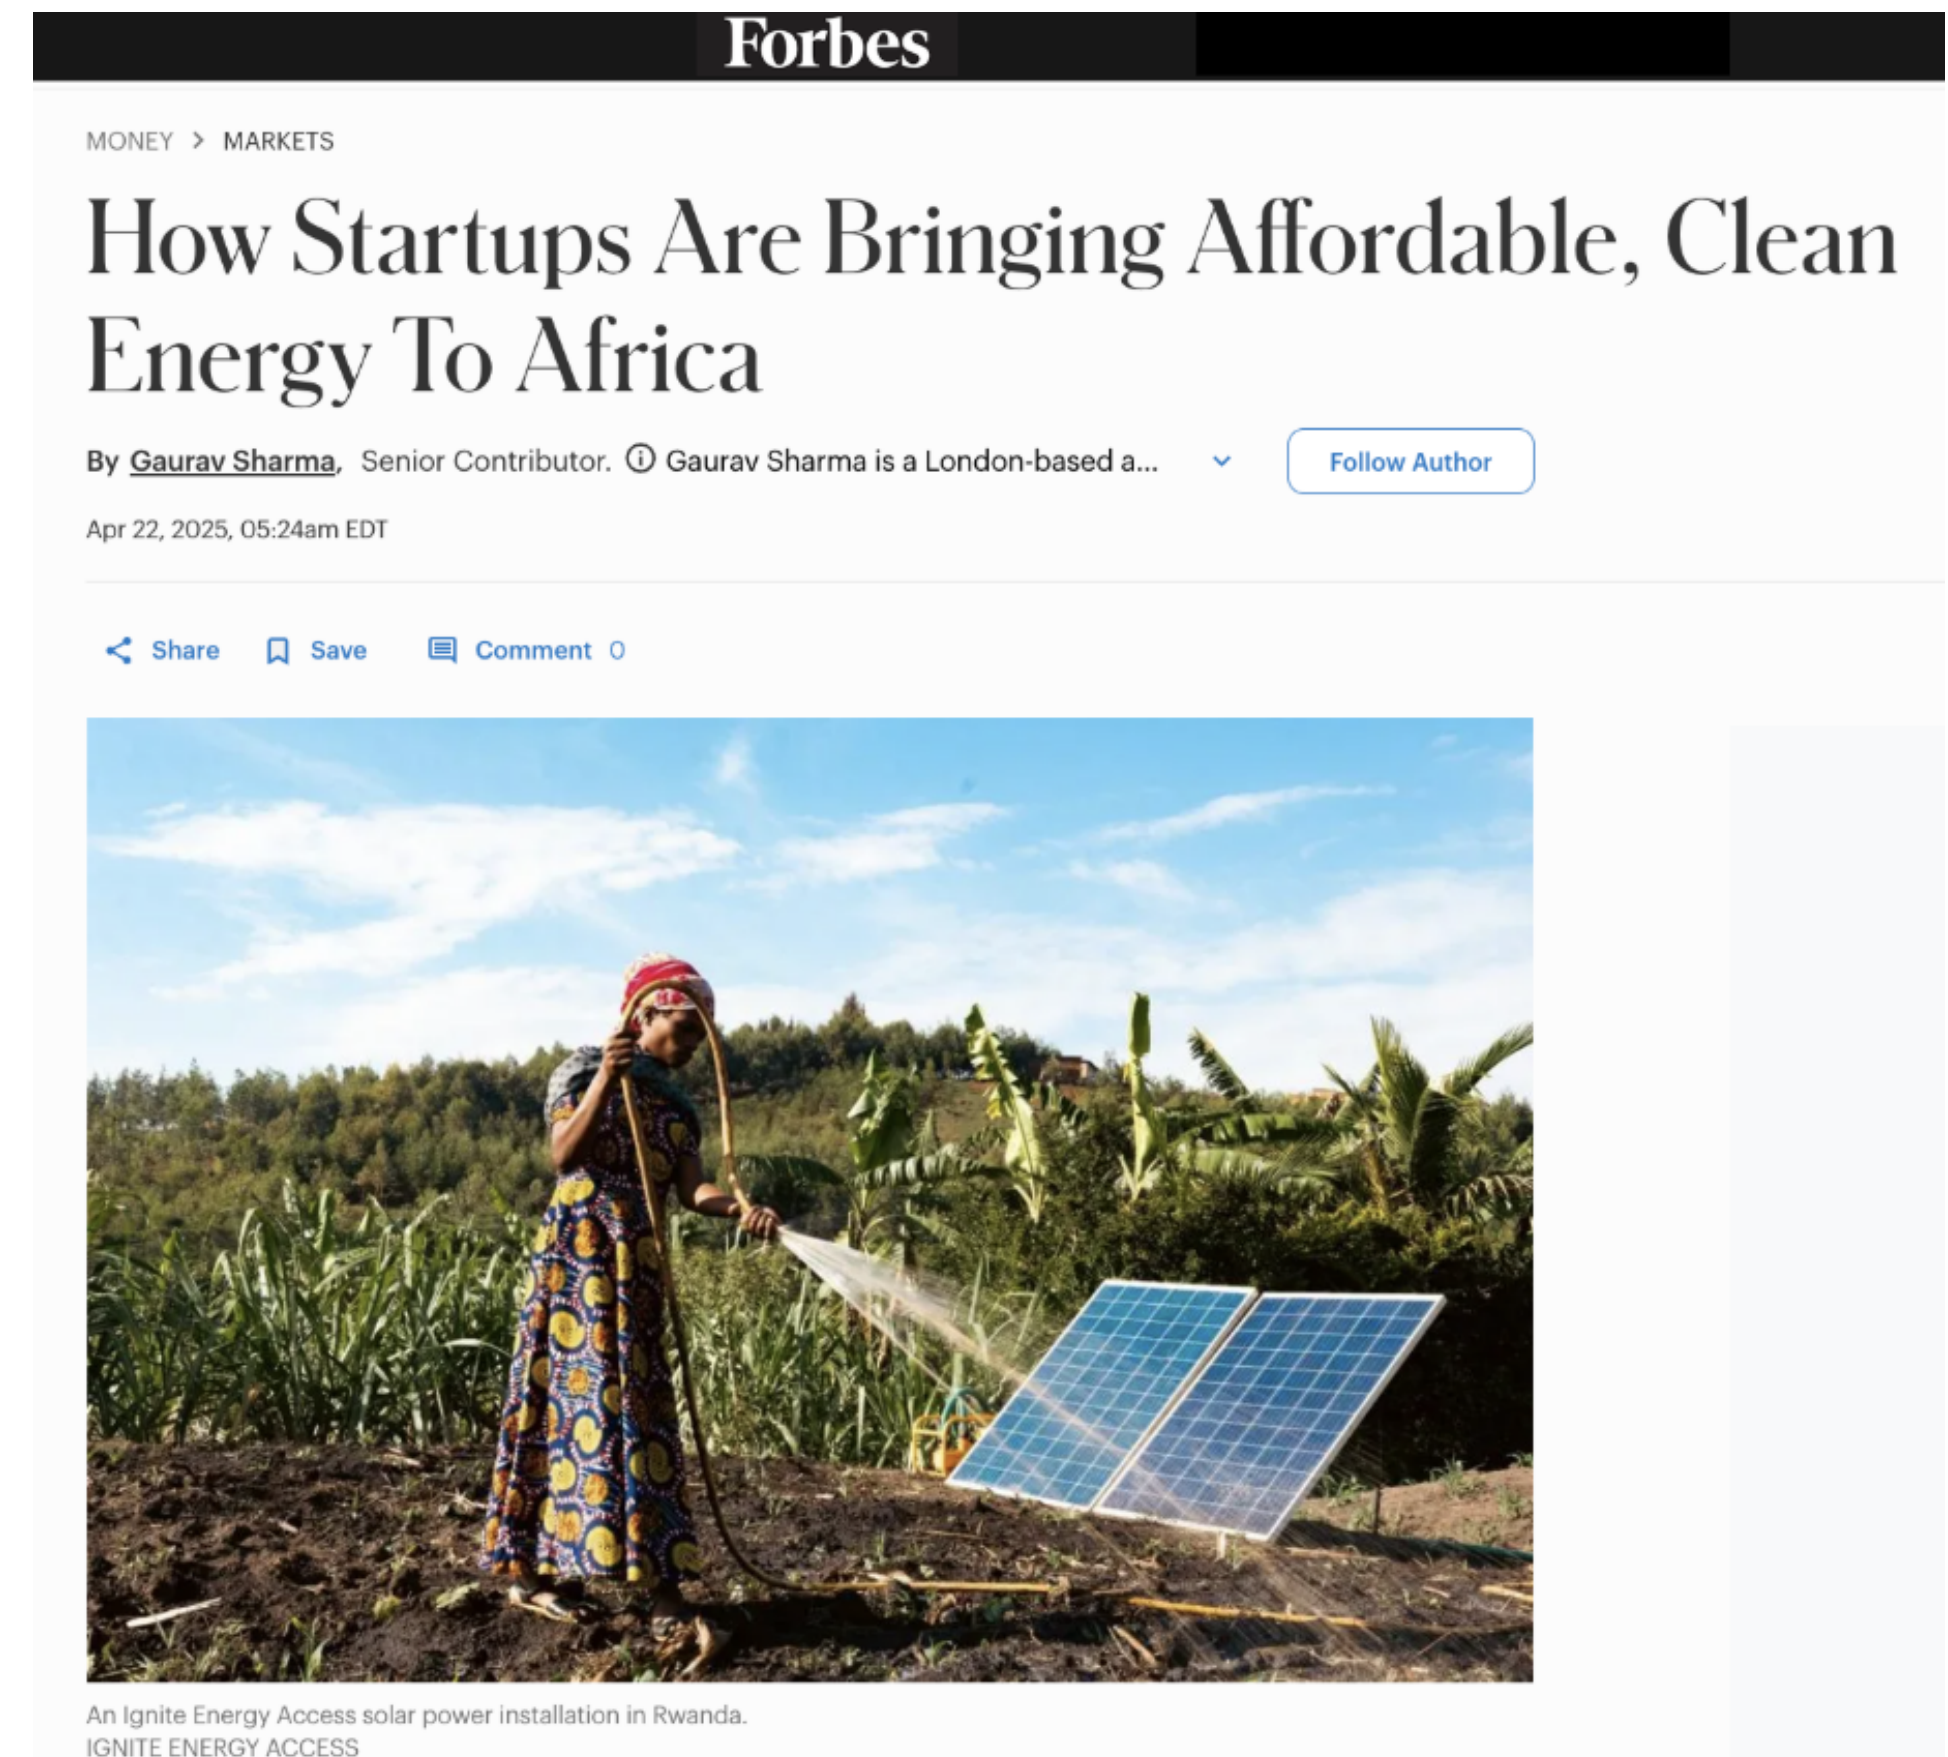 Forbes
MONEY > MARKETS
How Startups Are Bringing Affordable, Clean
Energy To Africa
By Gaurav Sharma, Senior Contributor. ⓘ Gaurav Sharma is a London-based a...
Follow Author
Apr 22, 2025, 05:24am EDT
Share Save Comment 0
An Ignite Energy Access solar power installation in Rwanda.
IGNITE ENERGY ACCESS